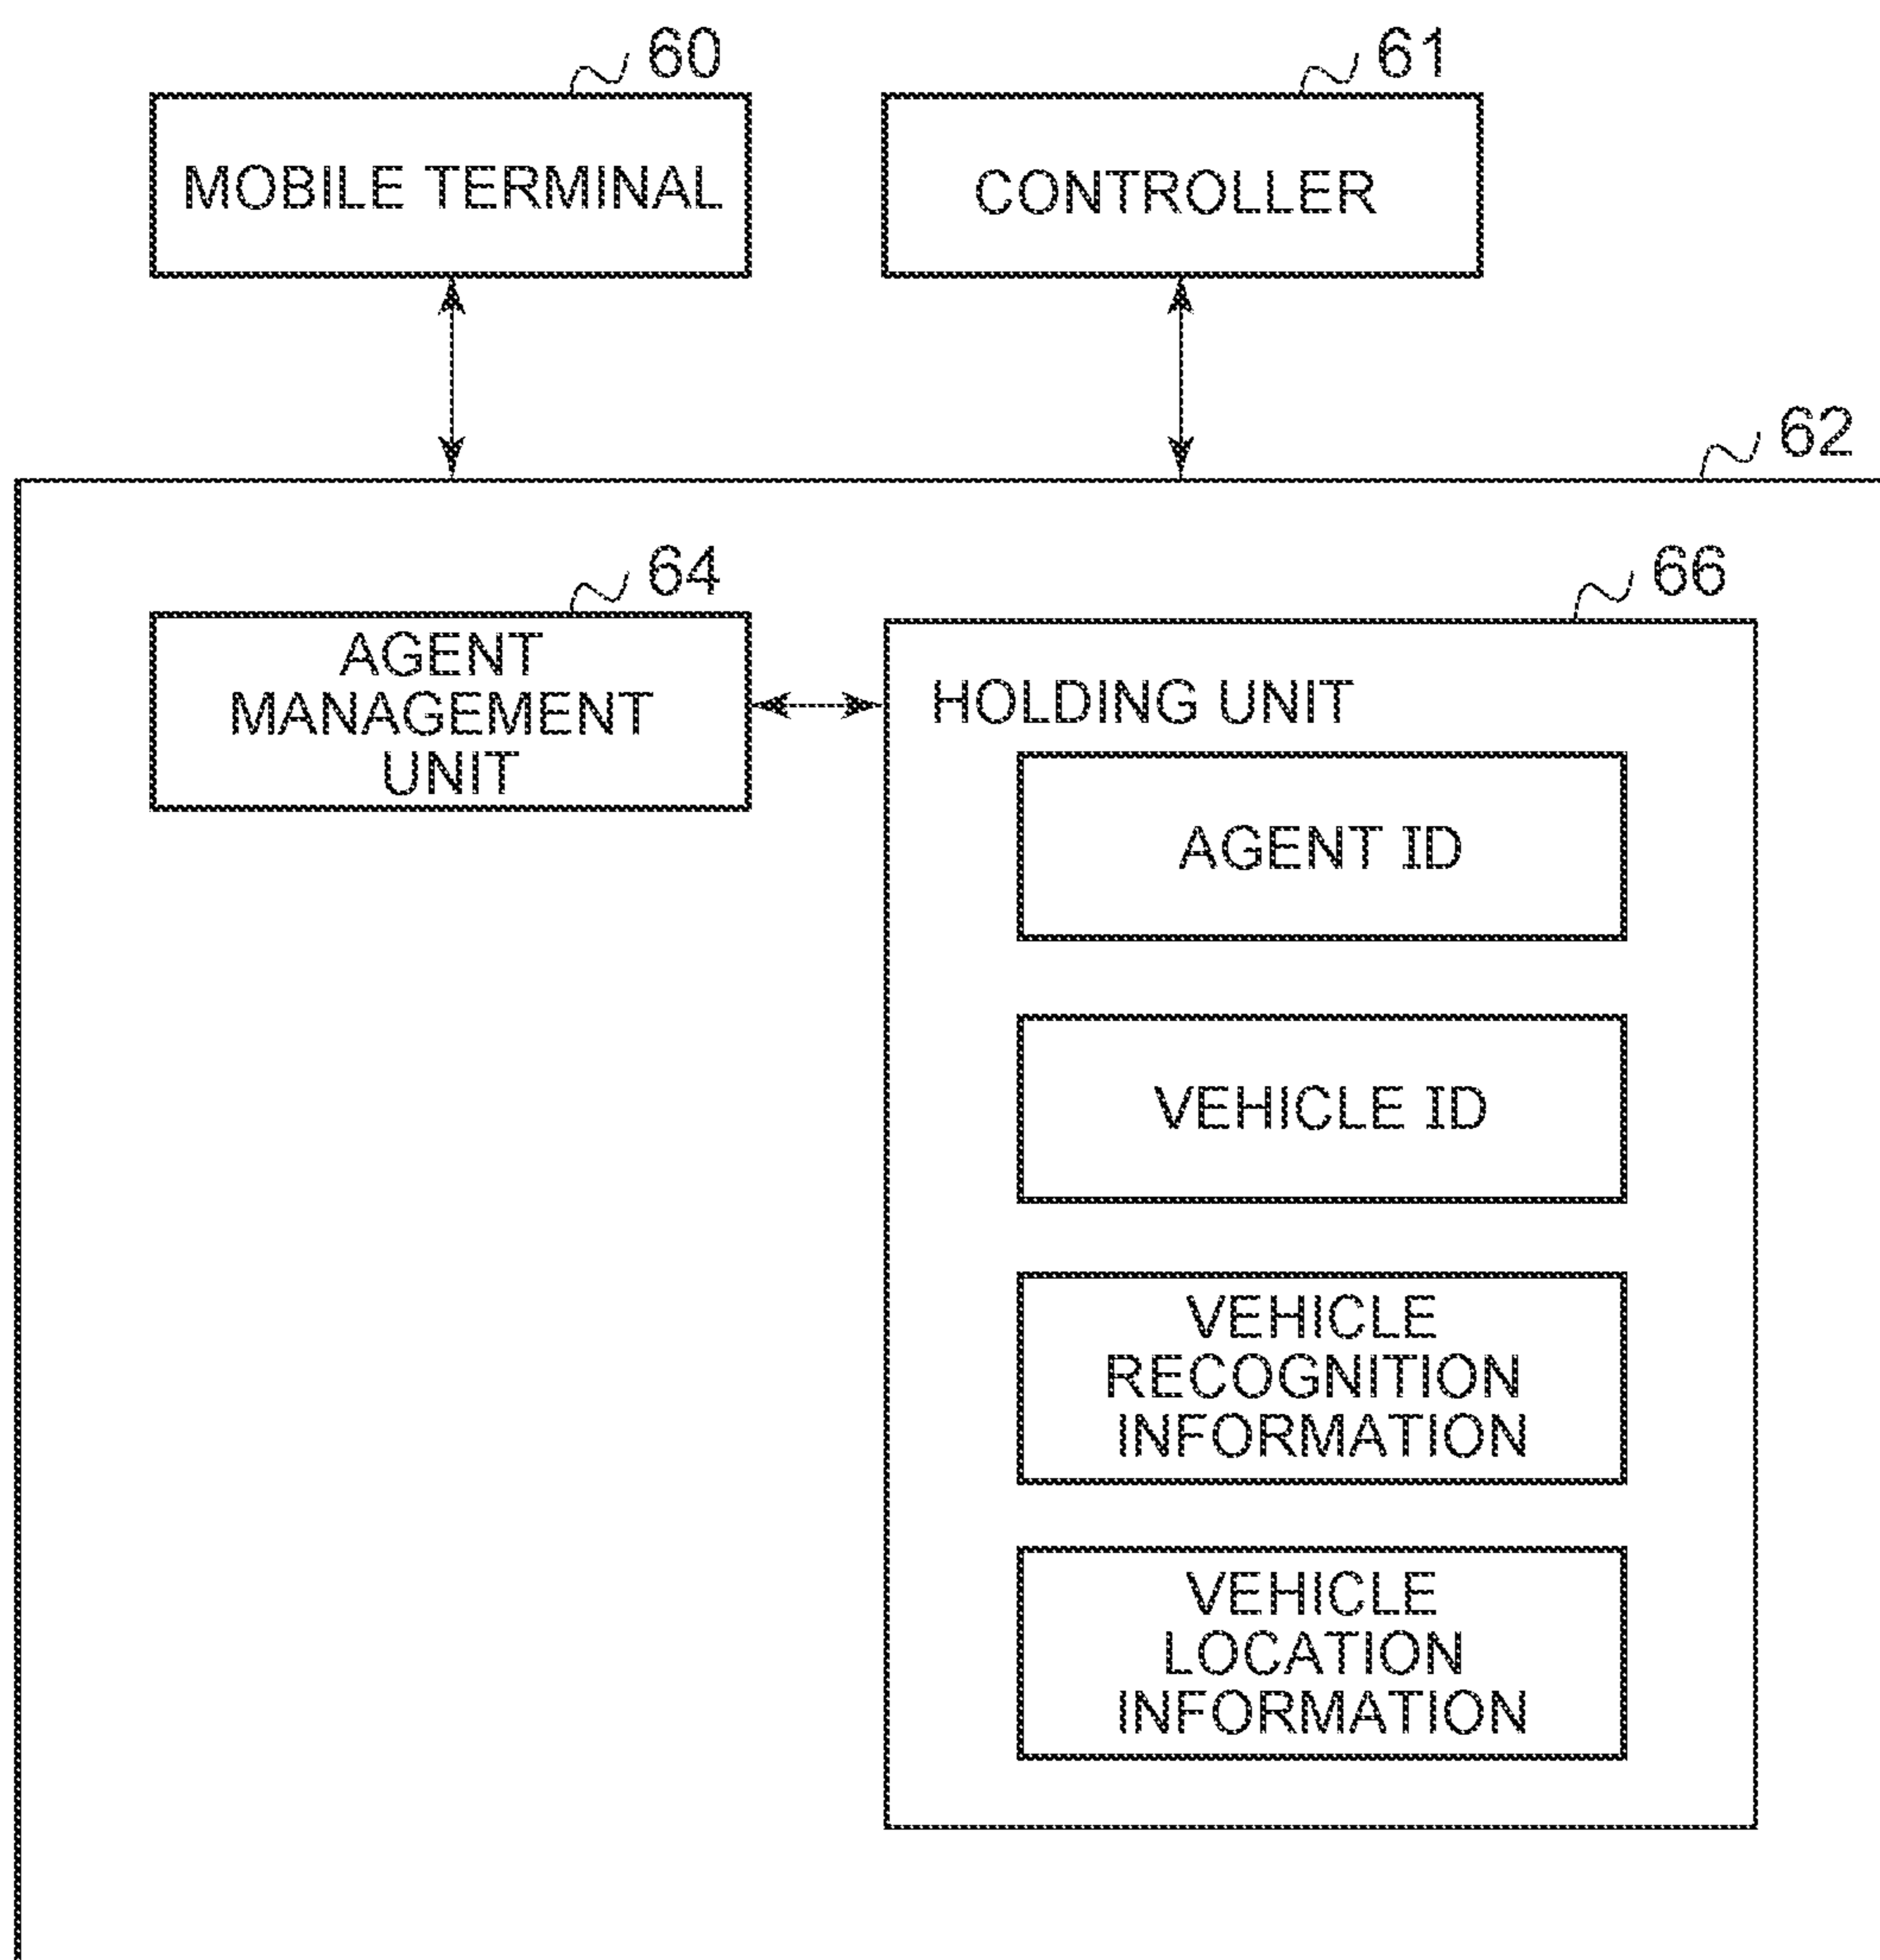 60
61
MOBILE TERMINAL
CONTROLLER
62
64
66
AGENT
MANAGEMENT
UNIT
HOLDING UNIT
AGENT ID
VEHICLE ID
VEHICLE
RECOGNITION
INFORMATION
VEHICLE
LOCATION
INFORMATION